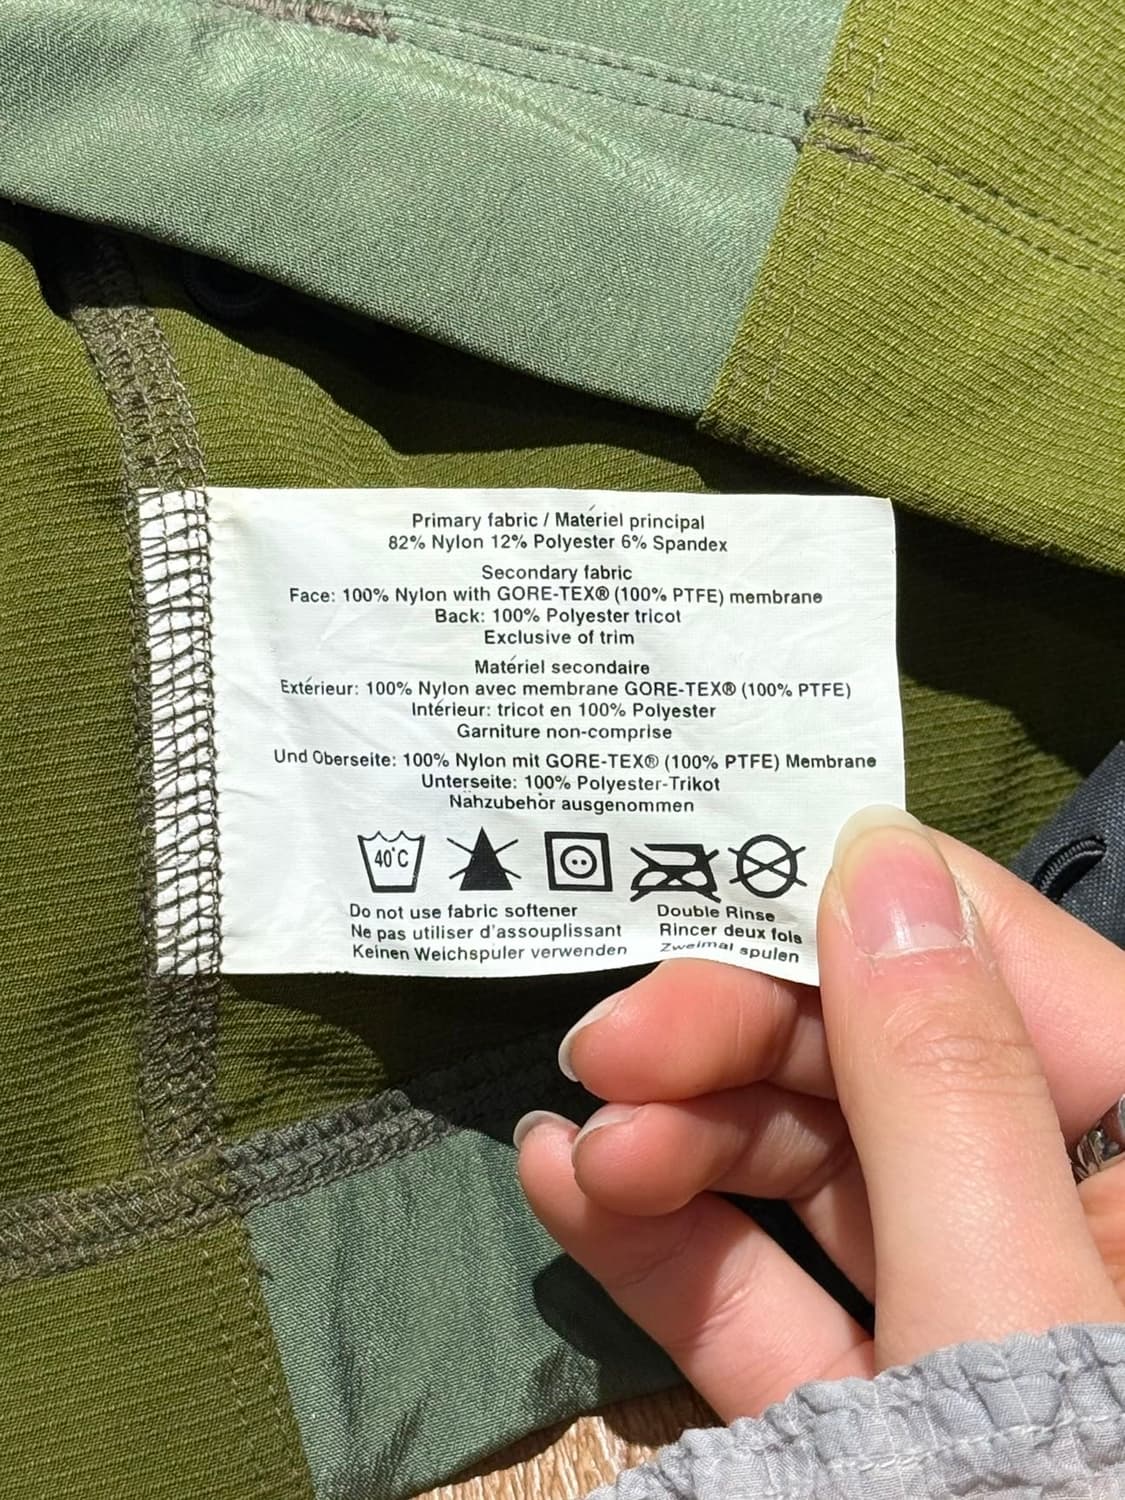 Primary fabric / Matériel principal
82% Nylon 12% Polyester 6% Spandex
Secondary fabric
Face: 100% Nylon with GORE-TEX® (100% PTFE) membrane
Back: 100% Polyester tricot
Exclusive of trim
Matériel secondaire
Extérieur: 100% Nylon avec membrane GORE-TEX® (100% PTFE)
Intérieur: tricot en 100% Polyester
Garniture non-comprise
Und Oberseite: 100% Nylon mit GORE-TEX® (100% PTFE) Membrane
Unterseite: 100% Polyester-Trikot
Nähzubehör ausgenommen
40°C
Do not use fabric softener
Ne pas utiliser d'assouplissant
Keinen Weichspuler verwenden
Double Rinse
Rincer deux fois
Zweimal spulen